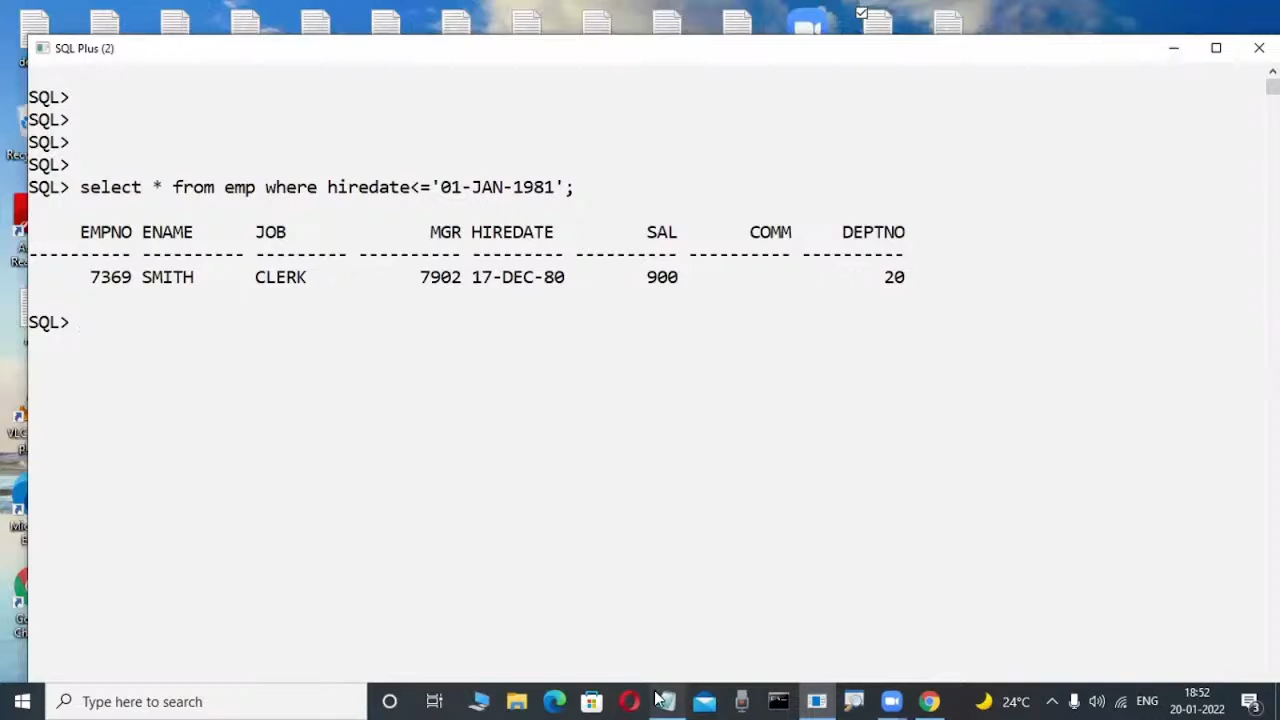 SQL Plus (2)
SQL>
SQL>
SQL>
SQL>
SQL> select * from emp where hiredate<='01-JAN-1981';
EMPNO ENAME JOB MGR HIREDATE SAL COMM DEPTNO
---------- ---------- --------- ---------- --------- ---------- ---------- ----------
7369 SMITH CLERK 7902 17-DEC-80 900 20
SQL>
Type here to search
24°C
ENG
18:52
20-01-2022
3